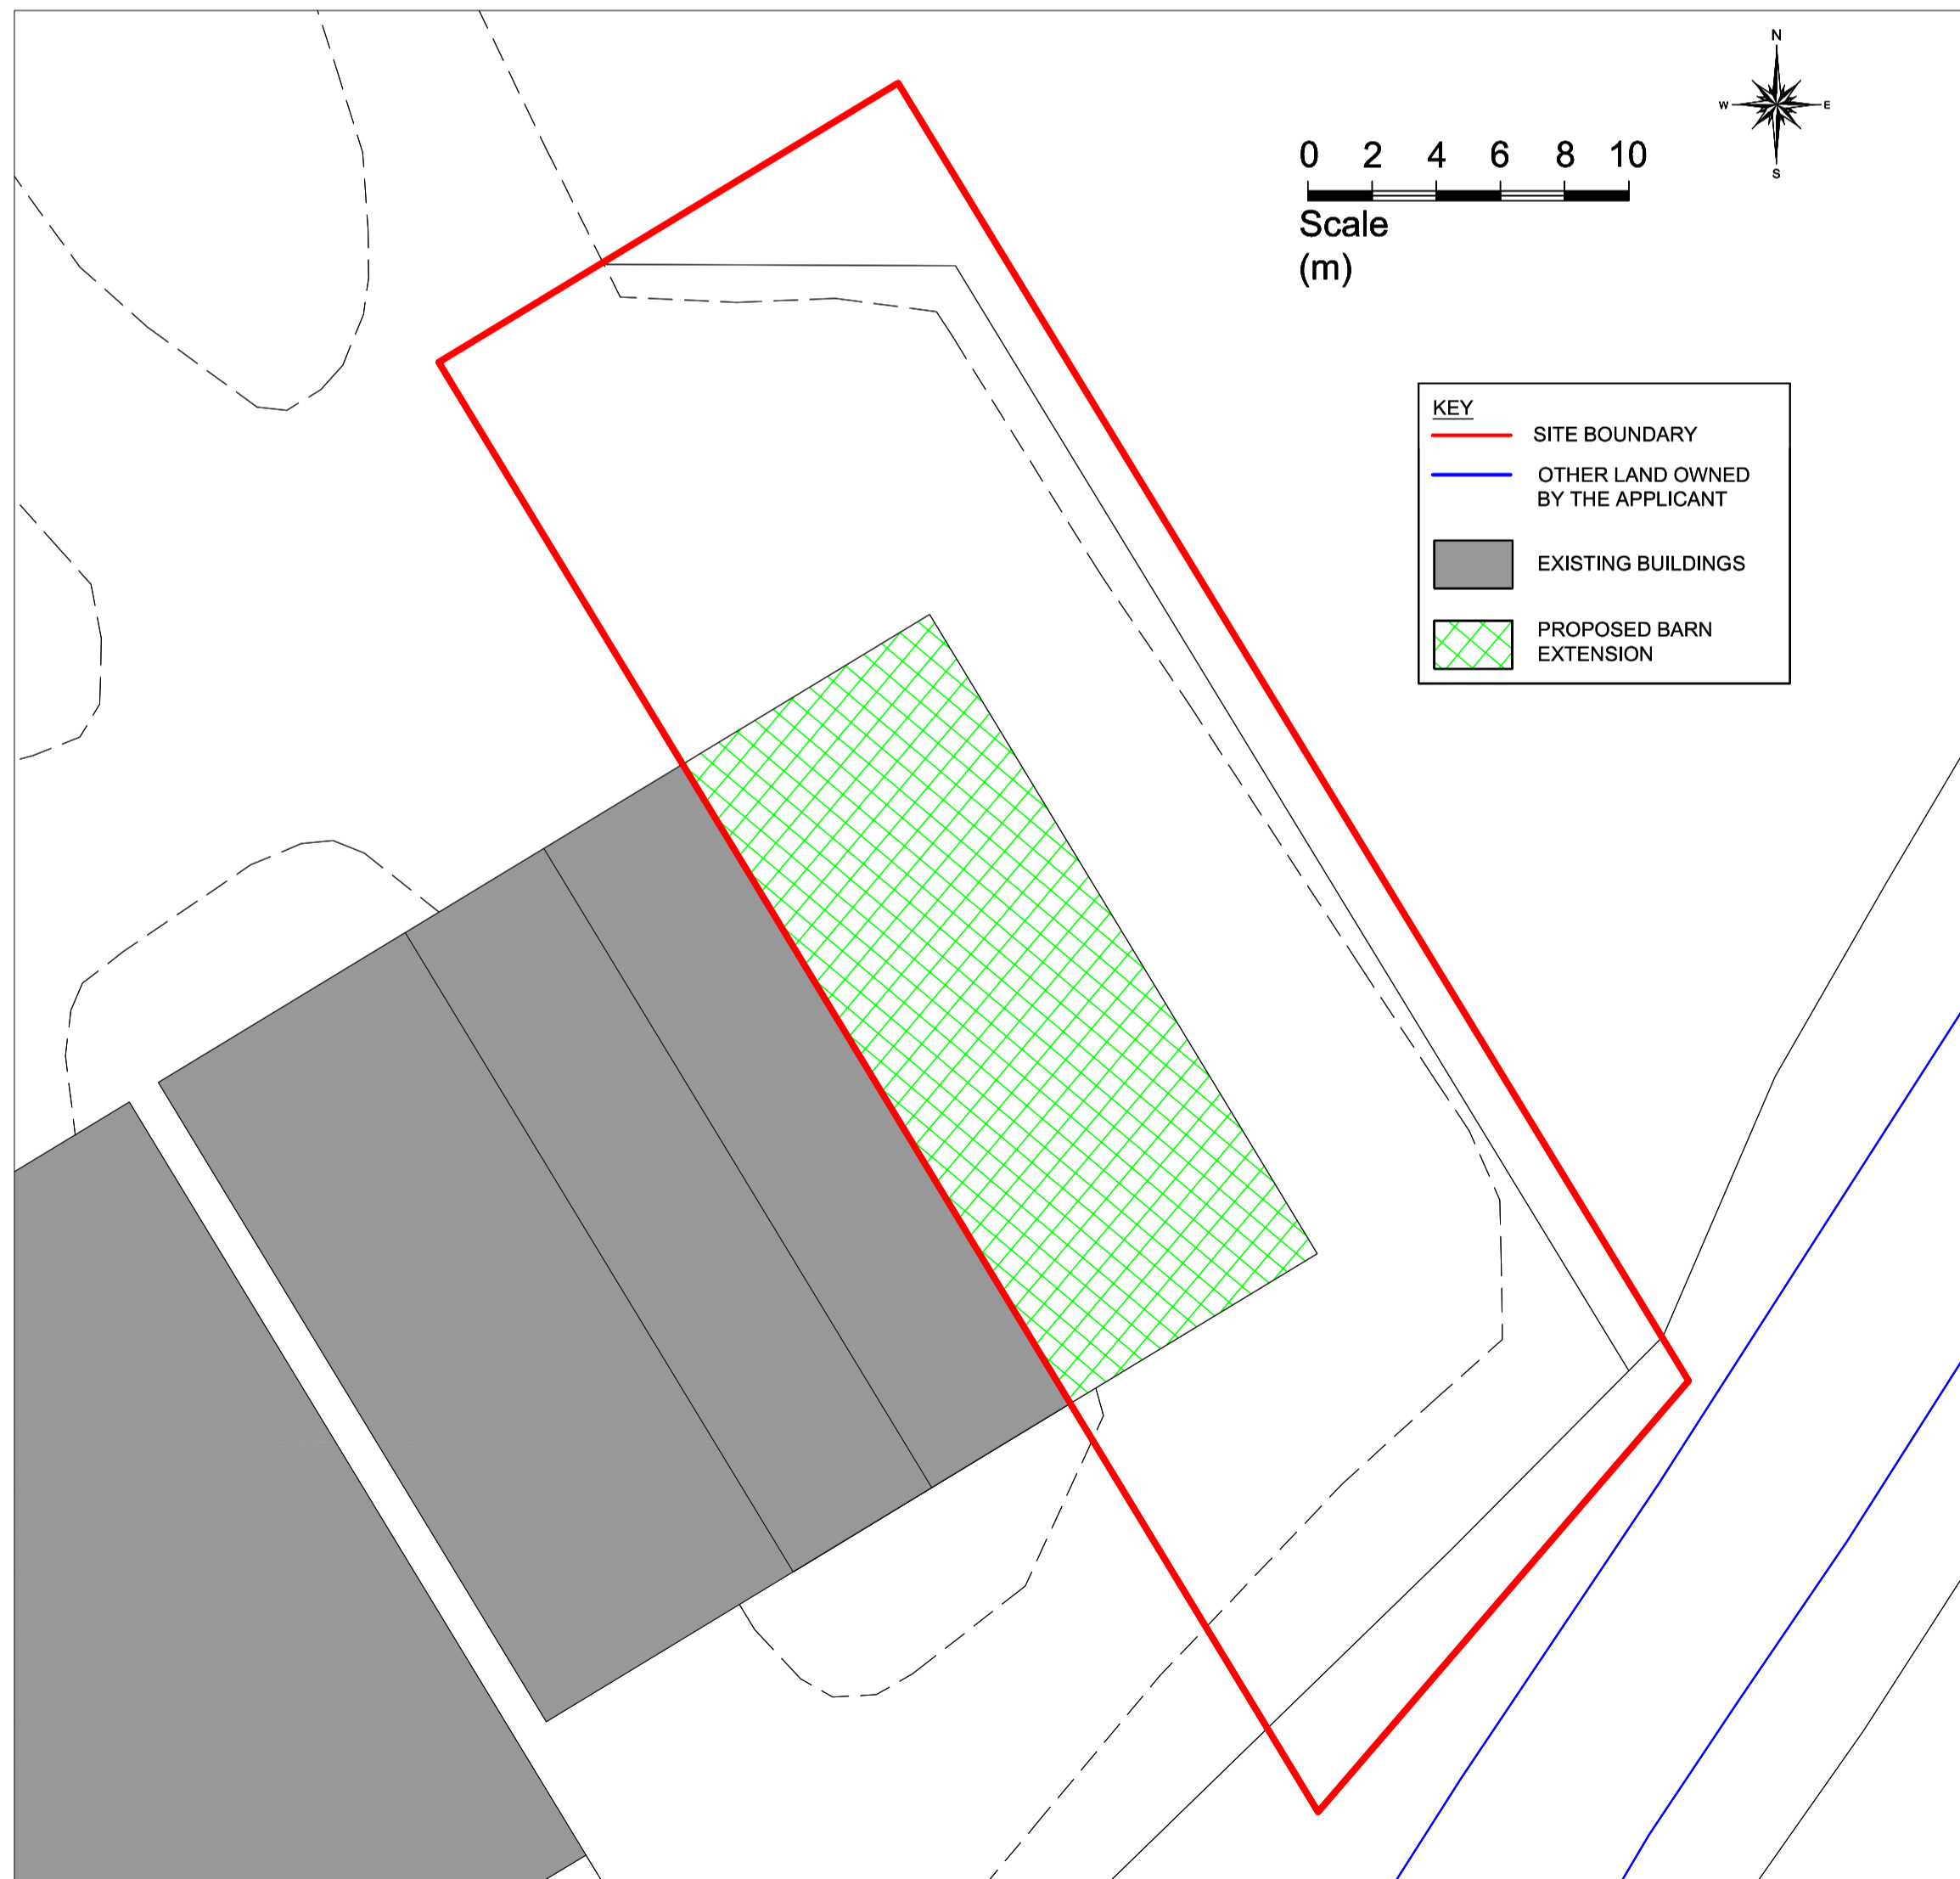 N
W E
S
0 2 4 6 8 10
Scale
(m)
KEY
SITE BOUNDARY
OTHER LAND OWNED
BY THE APPLICANT
EXISTING BUILDINGS
PROPOSED BARN
EXTENSION